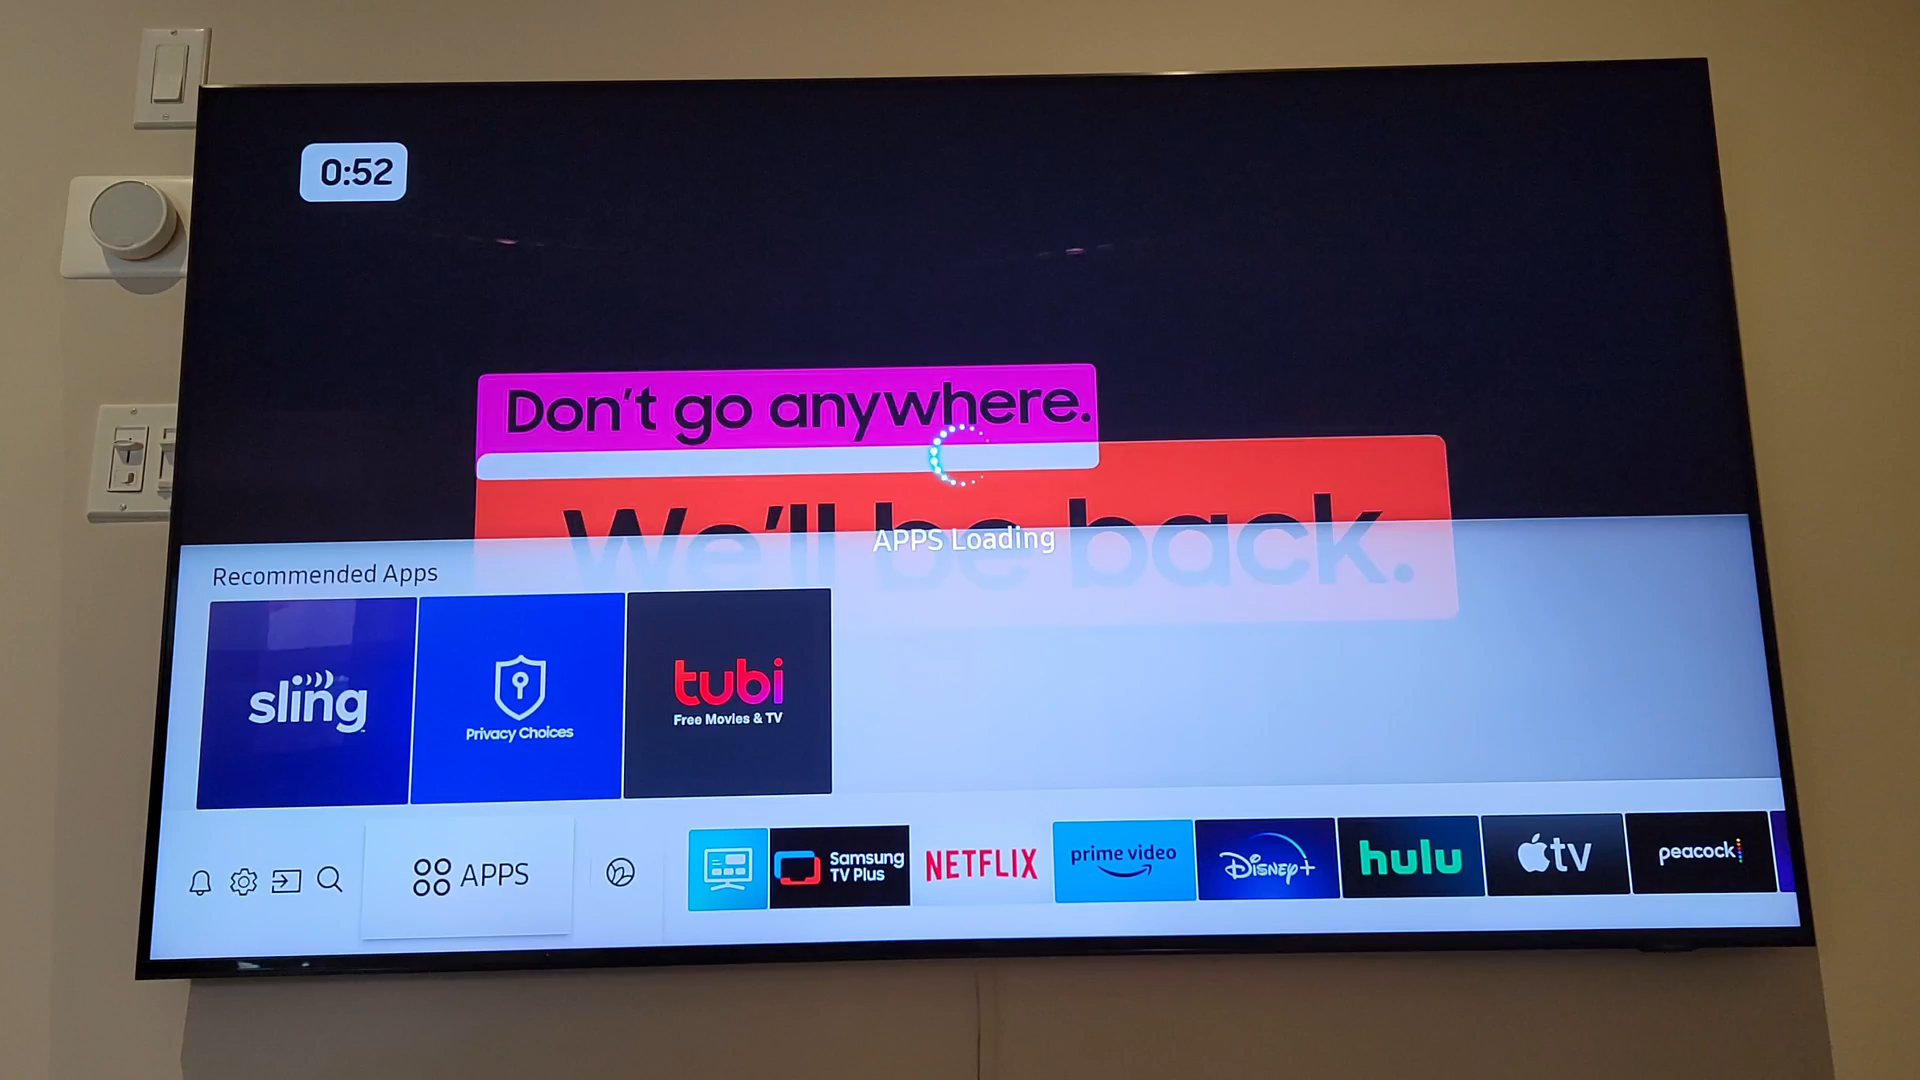 0:52
Don't go anywhere.
We'll be back.
APPS Loading
Recommended Apps
sling
Privacy Choices
tubi
Free Movies & TV
APPS
Samsung
TV Plus
NETFLIX
prime video
Disney+
hulu
tv
peacock